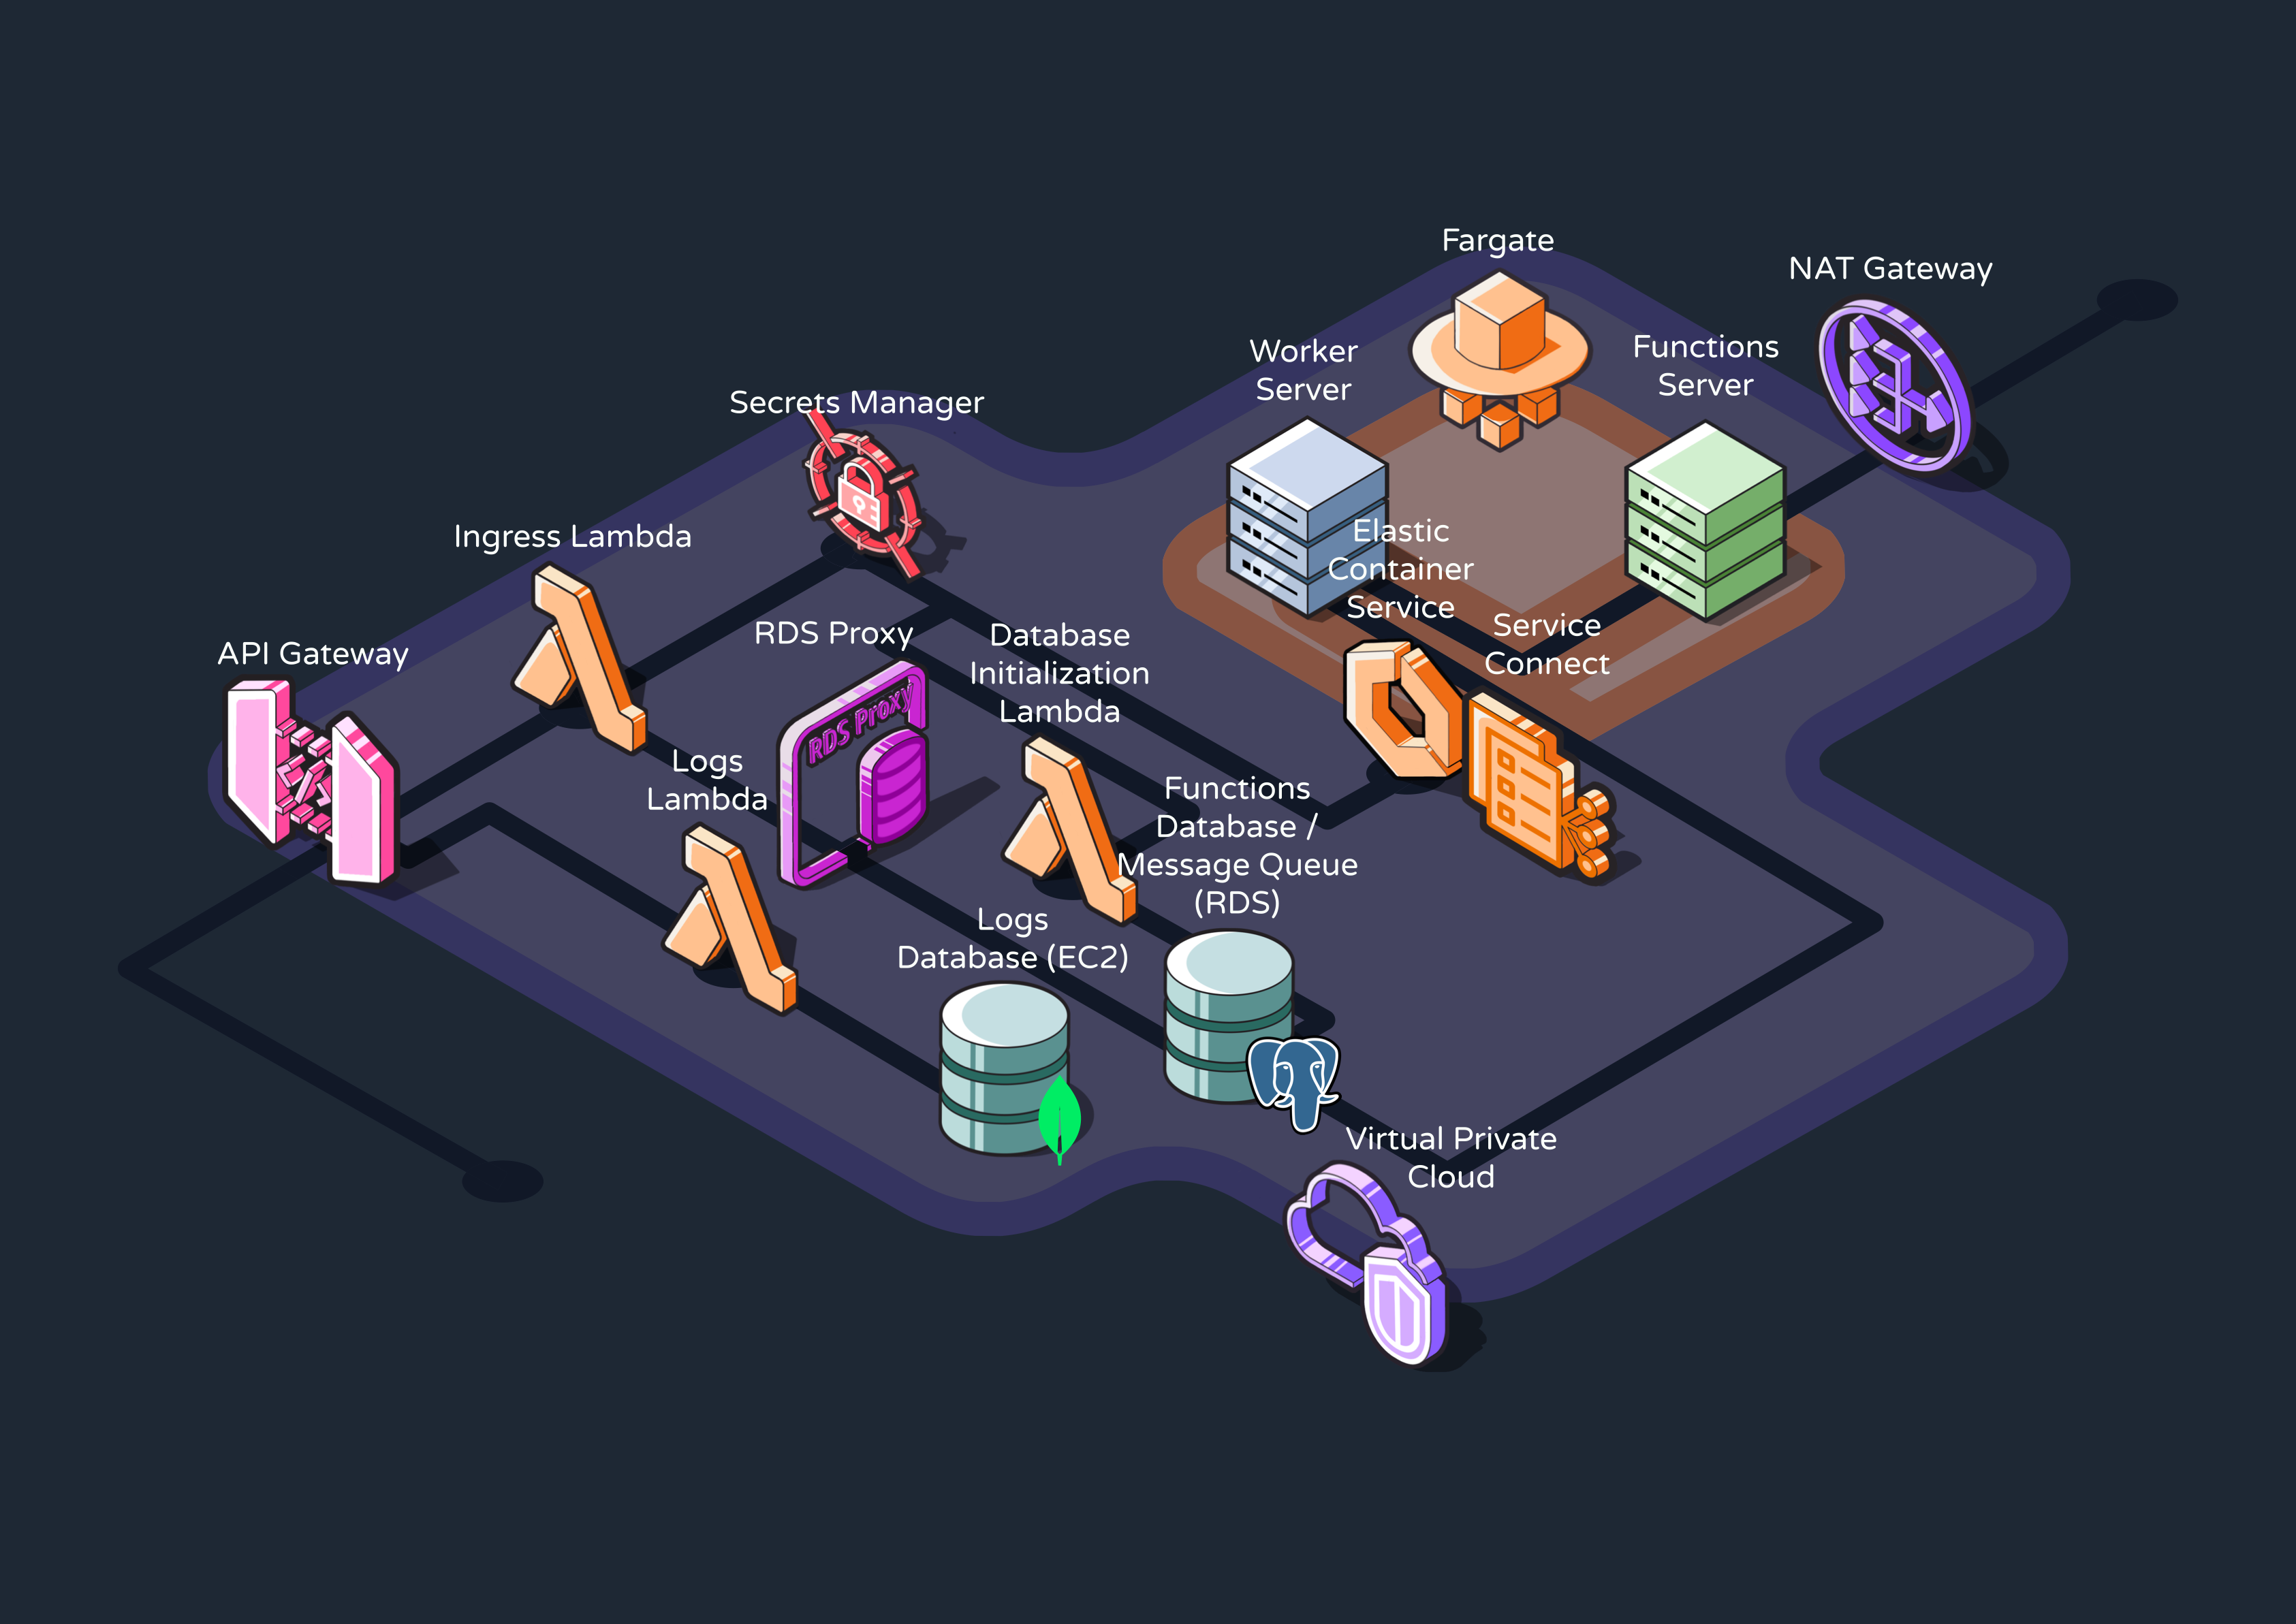 Fargate
NAT Gateway
Worker
Server
Functions
Server
Secrets Manager
Ingress Lambda
Elastic
Container
Service
Service
Connect
API Gateway
RDS Proxy
RDS Proxy
Database
Initialization
Lambda
Logs
Lambda
Functions
Database /
Message Queue
(RDS)
Logs
Database (EC2)
Virtual Private
Cloud